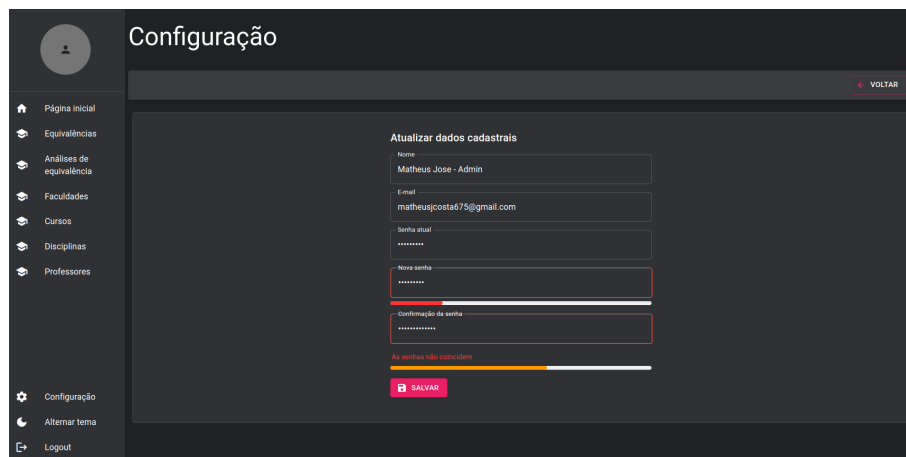 Configuração
VOLTAR
Página inicial
Equivalências
Análises de
equivalência
Faculdades
Cursos
Disciplinas
Professores
Atualizar dados cadastrais
Nome
Matheus Jose - Admin
E-mail
matheusjcosta675@gmail.com
Senha atual
•••••••••
Nova senha
•••••••••
Confirmação da senha
•••••••••••••
As senhas não coincidem
SALVAR
Configuração
Alternar tema
Logout